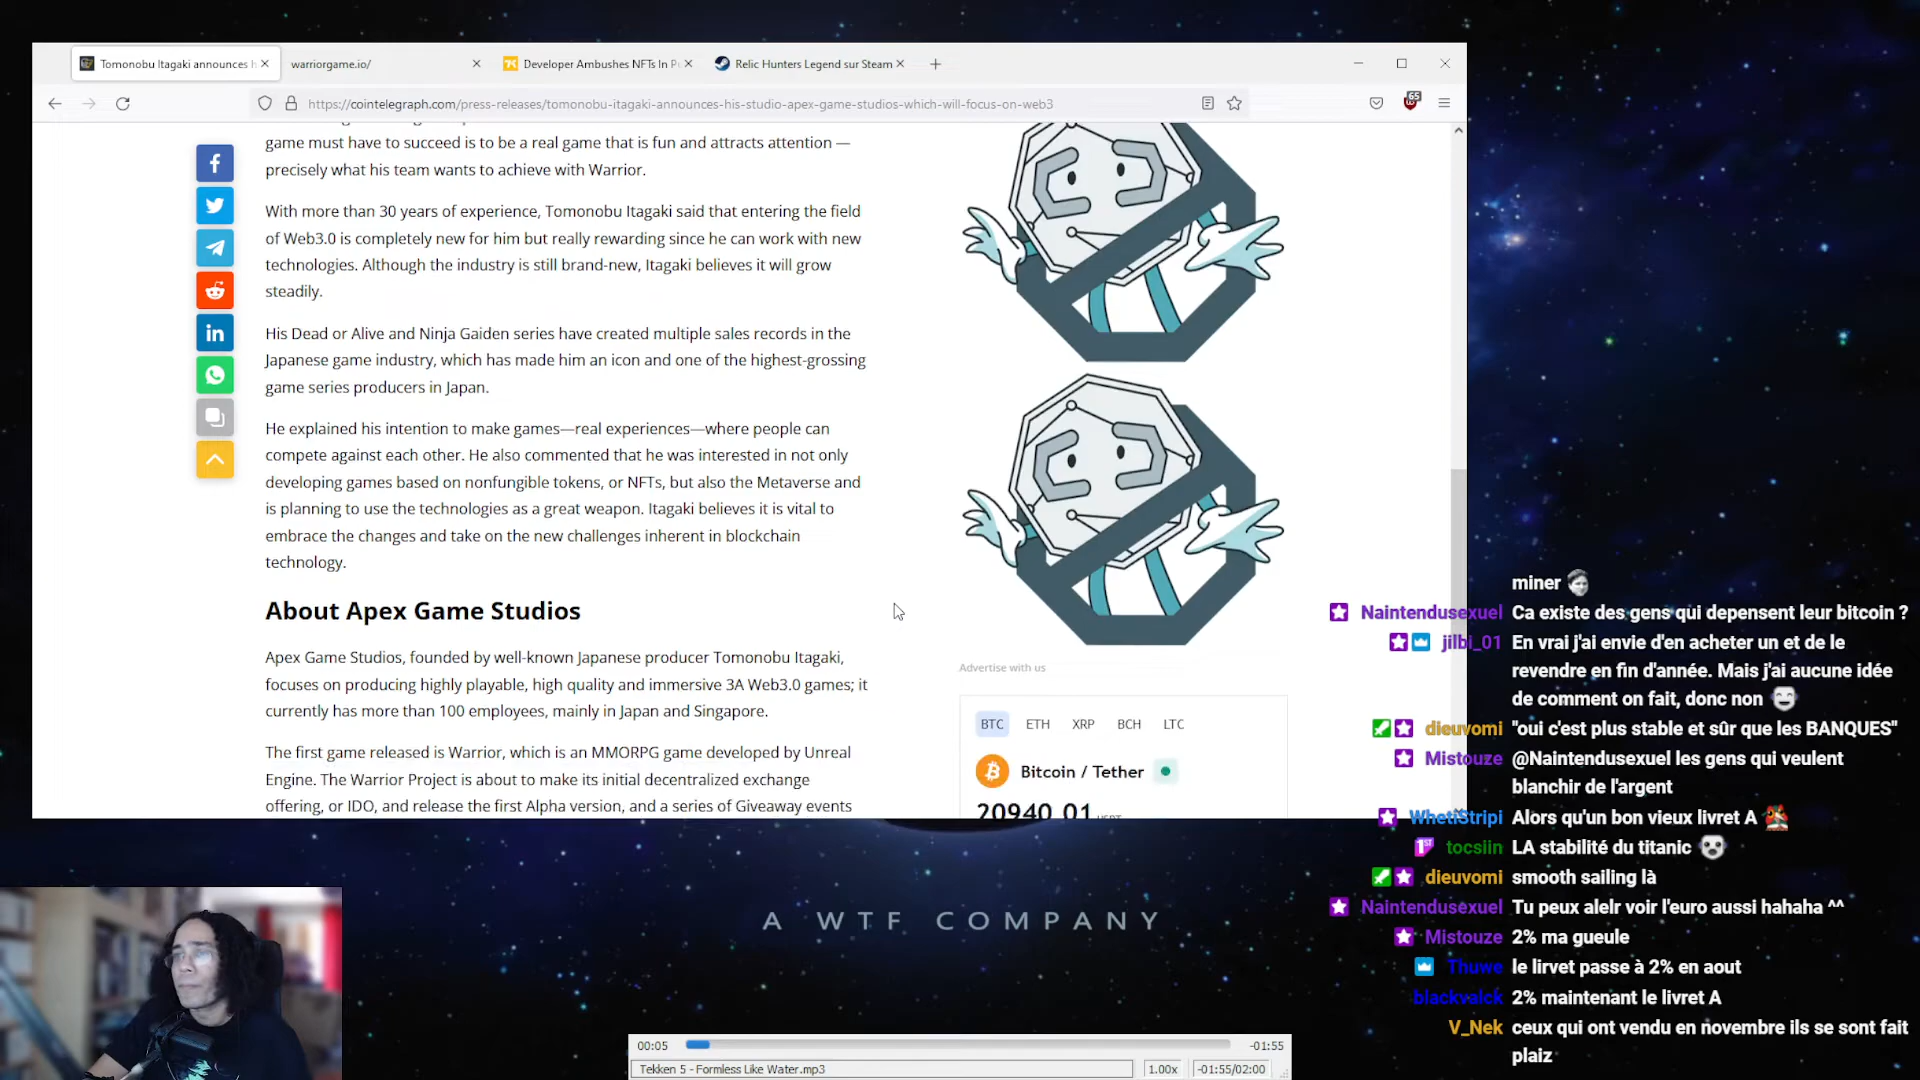 Tomonobu Itagaki announces h
warriorgame.io/
Developer Ambushes NFTs In P
Relic Hunters Legend sur Steam
https://cointelegraph.com/press-releases/tomonobu-itagaki-announces-his-studio-apex-game-studios-which-will-focus-on-web3
65
game must have to succeed is to be a real game that is fun and attracts attention —
precisely what his team wants to achieve with Warrior.
With more than 30 years of experience, Tomonobu Itagaki said that entering the field
of Web3.0 is completely new for him but really rewarding since he can work with new
technologies. Although the industry is still brand-new, Itagaki believes it will grow
steadily.
His Dead or Alive and Ninja Gaiden series have created multiple sales records in the
Japanese game industry, which has made him an icon and one of the highest-grossing
game series producers in Japan.
He explained his intention to make games—real experiences—where people can
compete against each other. He also commented that he was interested in not only
developing games based on nonfungible tokens, or NFTs, but also the Metaverse and
is planning to use the technologies as a great weapon. Itagaki believes it is vital to
embrace the changes and take on the new challenges inherent in blockchain
technology.
About Apex Game Studios
Apex Game Studios, founded by well-known Japanese producer Tomonobu Itagaki,
focuses on producing highly playable, high quality and immersive 3A Web3.0 games; it
currently has more than 100 employees, mainly in Japan and Singapore.
The first game released is Warrior, which is an MMORPG game developed by Unreal
Engine. The Warrior Project is about to make its initial decentralized exchange
offering, or IDO, and release the first Alpha version, and a series of Giveaway events
Advertise with us
BTC ETH XRP BCH LTC
Bitcoin / Tether
20940.01 USDT
miner
Naintendusexuel Ca existe des gens qui depensent leur bitcoin ?
jilbi_01 En vrai j'ai envie d'en acheter un et de le
revendre en fin d'année. Mais j'ai aucune idée
de comment on fait, donc non
dieuvomi "oui c'est plus stable et sûr que les BANQUES"
Mistouze @Naintendusexuel les gens qui veulent
blanchir de l'argent
WhetiStripi Alors qu'un bon vieux livret A
1ST tocsiin LA stabilité du titanic
dieuvomi smooth sailing là
Naintendusexuel Tu peux alelr voir l'euro aussi hahaha ^^
Mistouze 2% ma gueule
Thuwe le lirvet passe à 2% en aout
blackvalck 2% maintenant le livret A
V_Nek ceux qui ont vendu en novembre ils se sont fait
plaiz
A WTF COMPANY
00:05 -01:55
Tekken 5 - Formless Like Water.mp3 1.00x -01:55/02:00